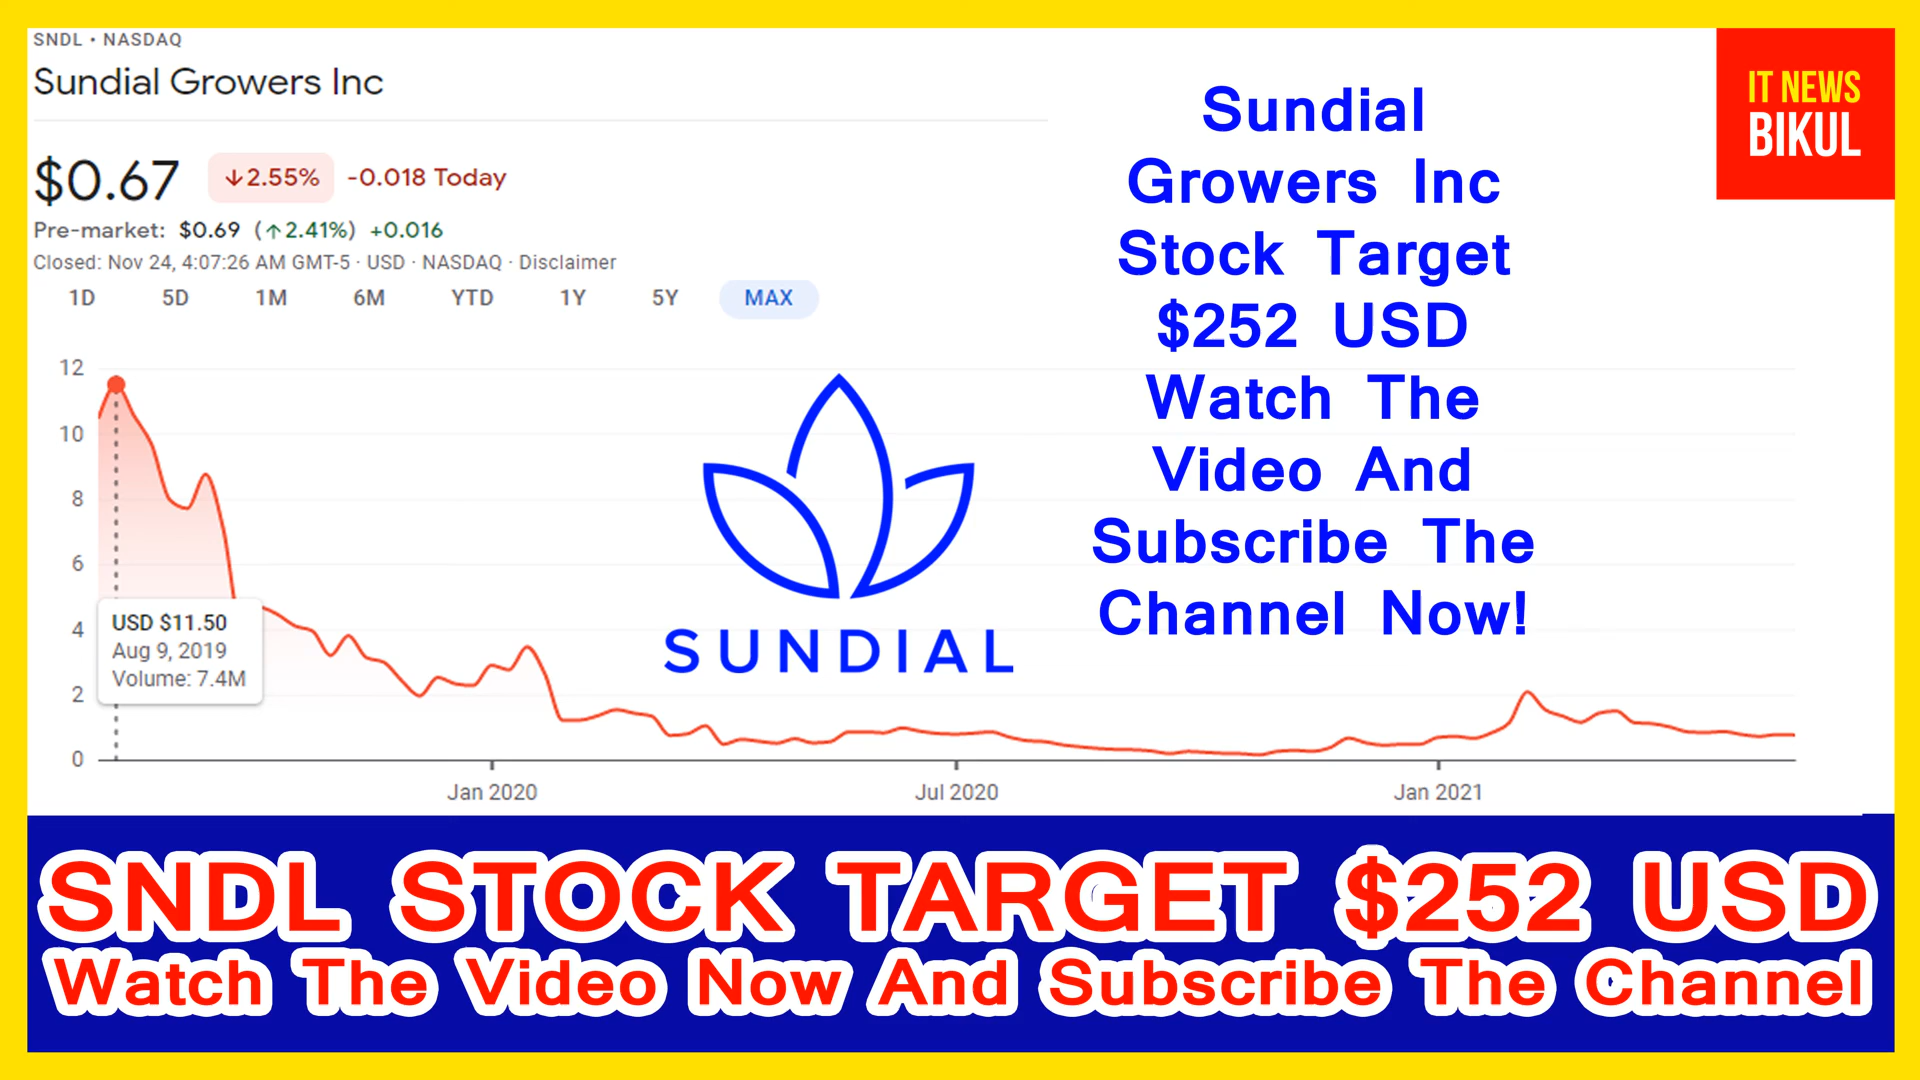 SNDL • NASDAQ
Sundial Growers Inc
$0.67 ↓2.55% -0.018 Today
Pre-market: $0.69 (↑2.41%) +0.016
Closed: Nov 24, 4:07:26 AM GMT-5 · USD · NASDAQ · Disclaimer
1D 5D 1M 6M YTD 1Y 5Y MAX
12
10
8
6
4
2
0
USD $11.50
Aug 9, 2019
Volume: 7.4M
Jan 2020 Jul 2020 Jan 2021
SUNDIAL
Sundial
Growers Inc
Stock Target
$252 USD
Watch The
Video And
Subscribe The
Channel Now!
IT NEWS
BIKUL
SNDL STOCK TARGET $252 USD
Watch The Video Now And Subscribe The Channel